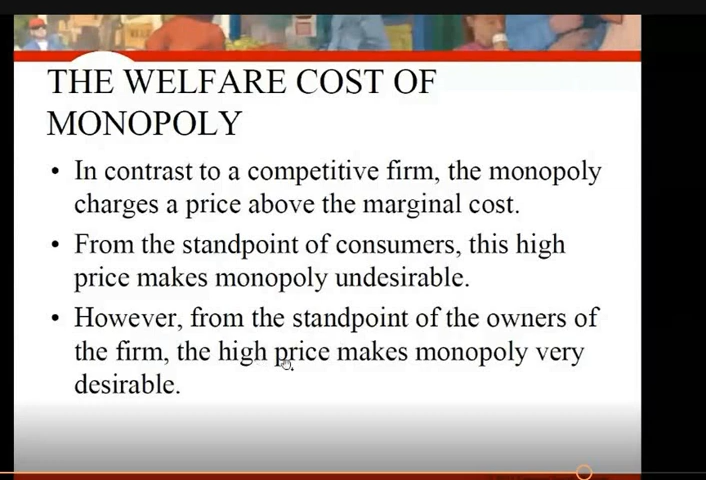 THE WELFARE COST OF
MONOPOLY
• In contrast to a competitive firm, the monopoly
charges a price above the marginal cost.
• From the standpoint of consumers, this high
price makes monopoly undesirable.
• However, from the standpoint of the owners of
the firm, the high price makes monopoly very
desirable.